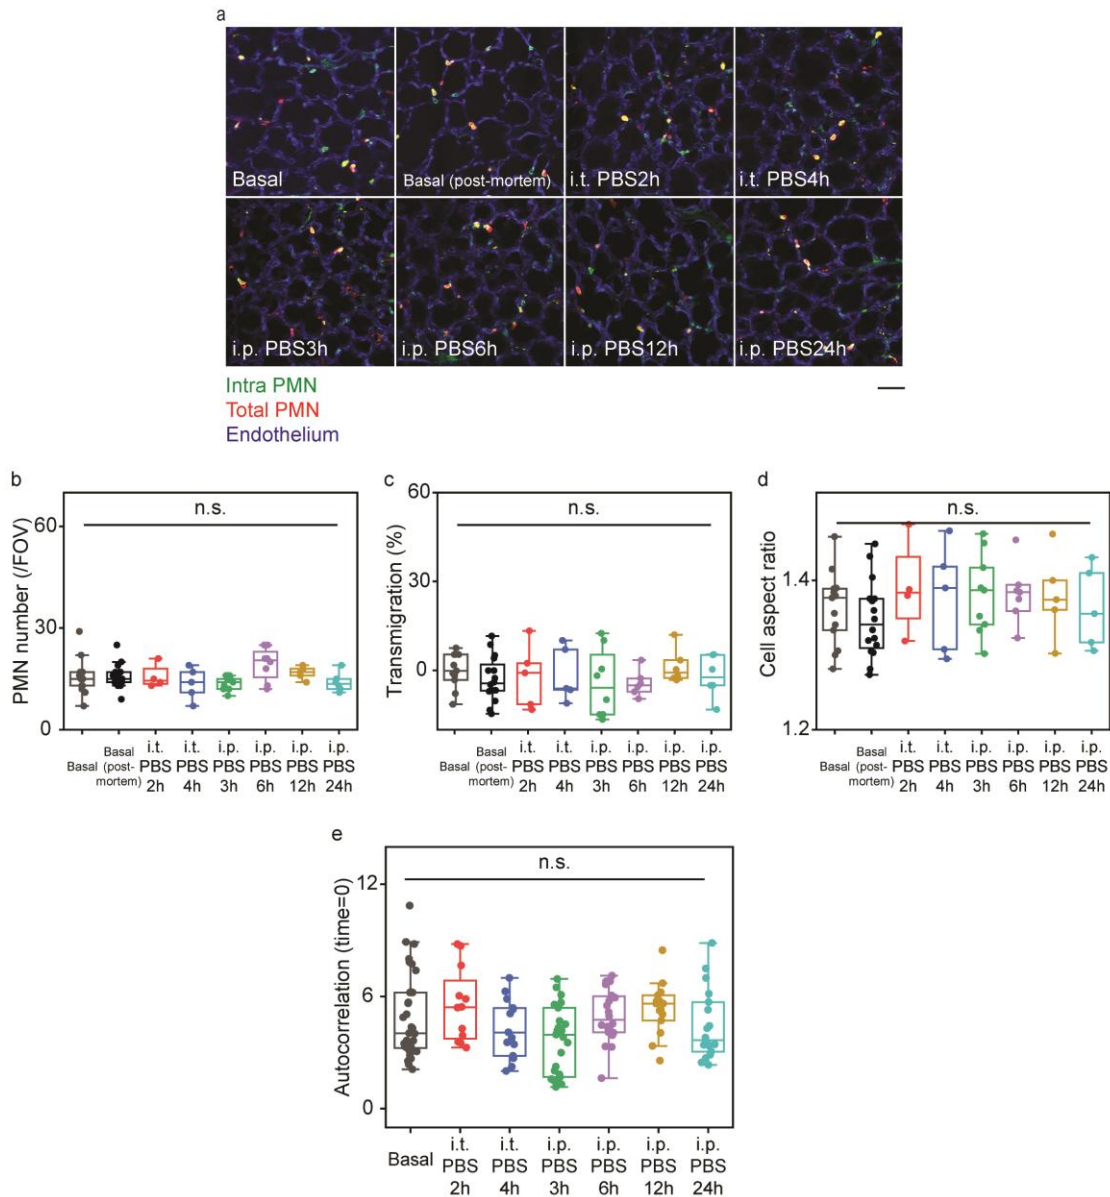 a
Basal
Basal (post-mortem)
i.t. PBS2h
i.t. PBS4h
i.p. PBS3h
i.p. PBS6h
i.p. PBS12h
i.p. PBS24h
Intra PMN
Total PMN
Endothelium
b
PMN number (/FOV)
60
30
0
n.s.
Basal
Basal
(post-
mortem)
i.t.
PBS
2h
i.t.
PBS
4h
i.p.
PBS
3h
i.p.
PBS
6h
i.p.
PBS
12h
i.p.
PBS
24h
c
Transmigration (%)
60
30
0
n.s.
Basal
Basal
(post-
mortem)
i.t.
PBS
2h
i.t.
PBS
4h
i.p.
PBS
3h
i.p.
PBS
6h
i.p.
PBS
12h
i.p.
PBS
24h
d
Cell aspect ratio
1.4
1.2
n.s.
Basal
Basal
(post-
mortem)
i.t.
PBS
2h
i.t.
PBS
4h
i.p.
PBS
3h
i.p.
PBS
6h
i.p.
PBS
12h
i.p.
PBS
24h
e
Autocorrelation (time=0)
12
6
0
n.s.
Basal
i.t.
PBS
2h
i.t.
PBS
4h
i.p.
PBS
3h
i.p.
PBS
6h
i.p.
PBS
12h
i.p.
PBS
24h